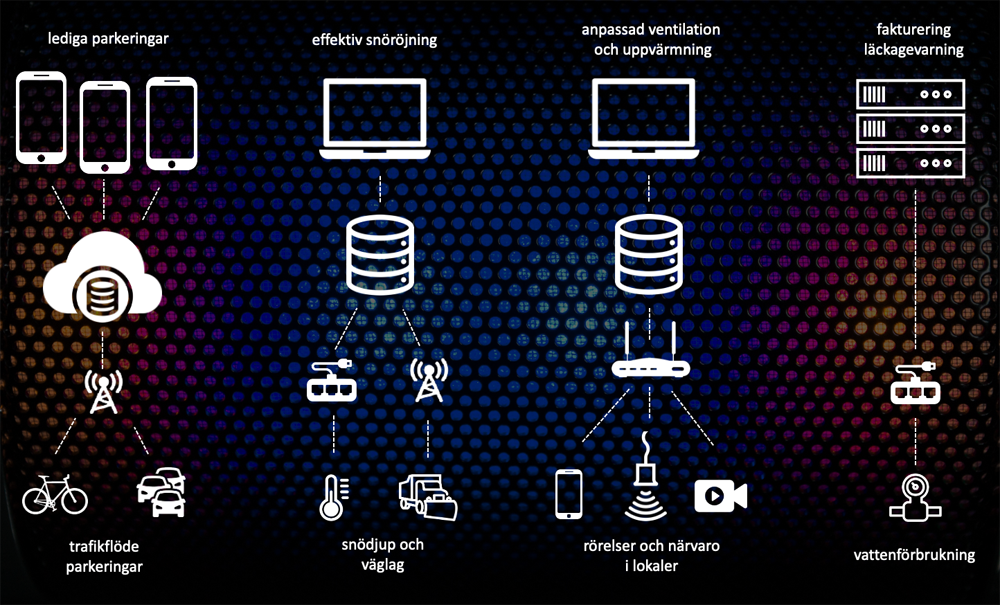 lediga parkeringar
effektiv snöröjning
anpassad ventilation
och uppvärmning
fakturering
läckagevarning
trafikflöde
parkeringar
snödjup och
väglag
rörelser och närvaro
i lokaler
vattenförbrukning